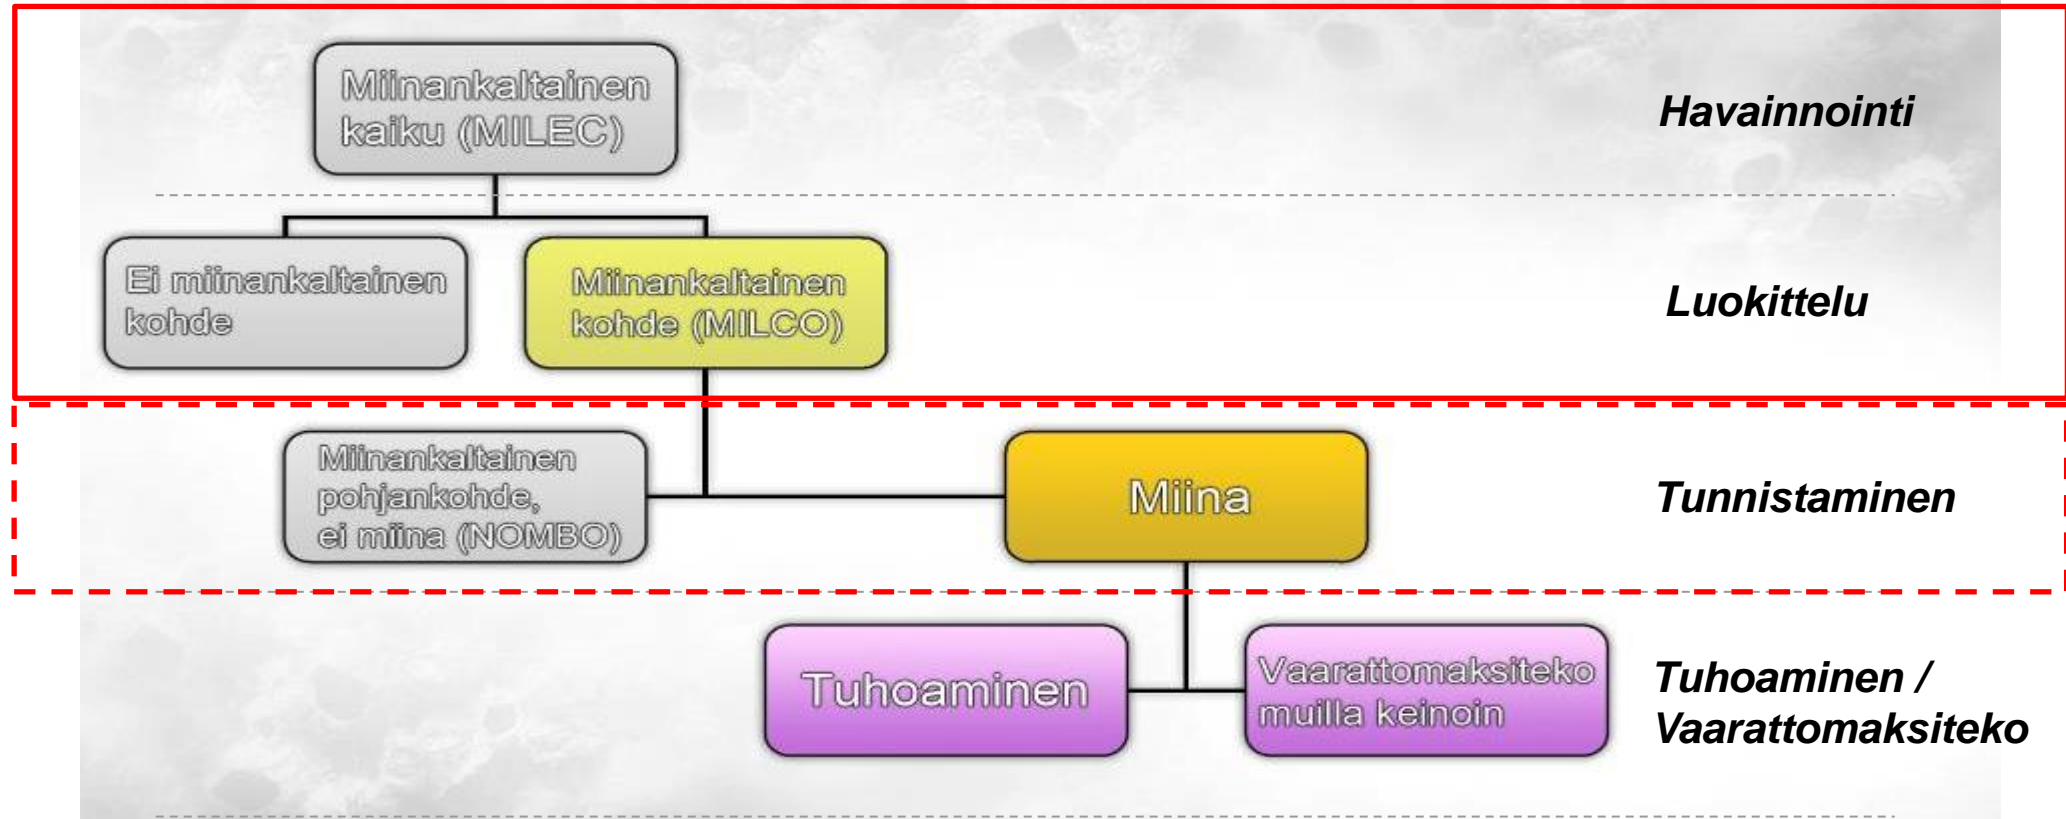 Miinankaltainen
kaiku (MILEC)
Havainnointi
Ei miinankaltainen
kohde
Miinankaltainen
kohde (MILCO)
Luokittelu
Miinankaltainen
pohjankohde,
ei miina (NOMBO)
Miina
Tunnistaminen
Tuhoaminen
Vaarattomaksiteko
muilla keinoin
Tuhoaminen /
Vaarattomaksiteko